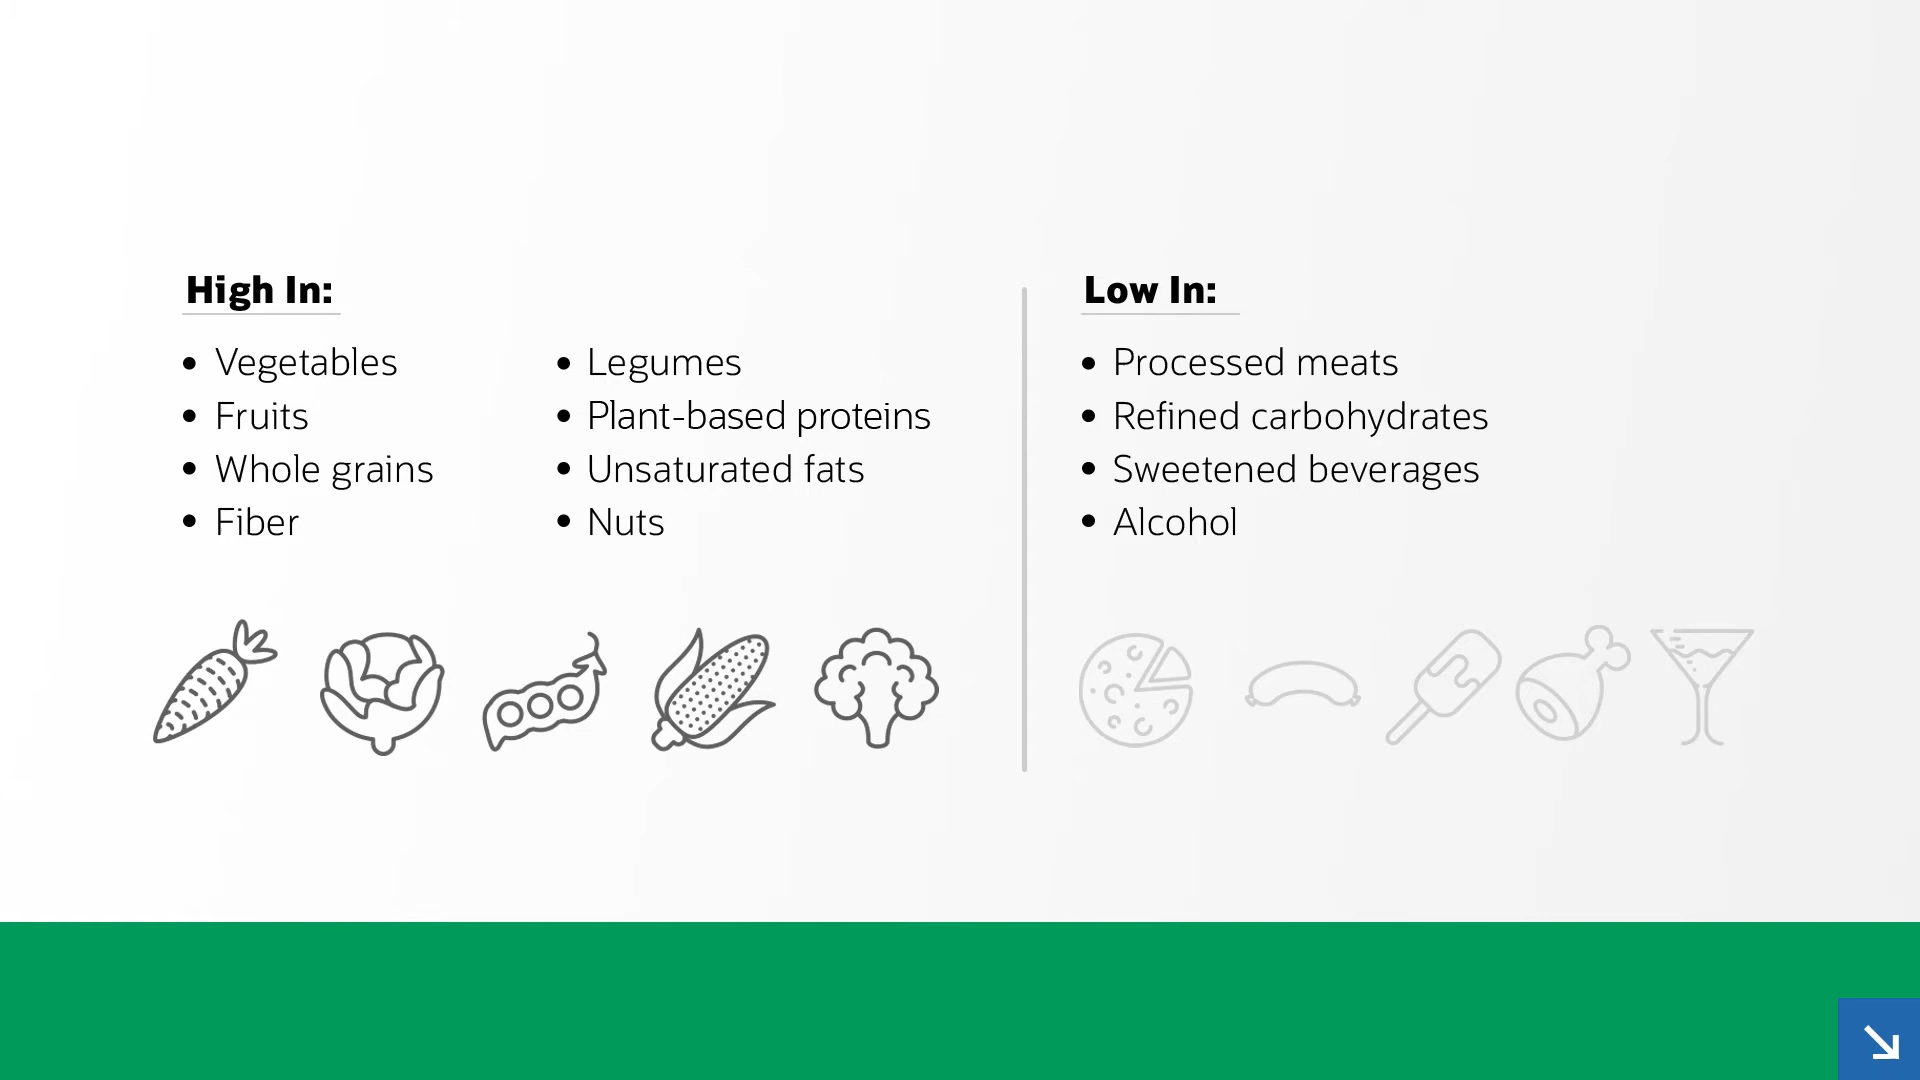 High In:
• Vegetables
• Fruits
• Whole grains
• Fiber
• Legumes
• Plant-based proteins
• Unsaturated fats
• Nuts
Low In:
• Processed meats
• Refined carbohydrates
• Sweetened beverages
• Alcohol